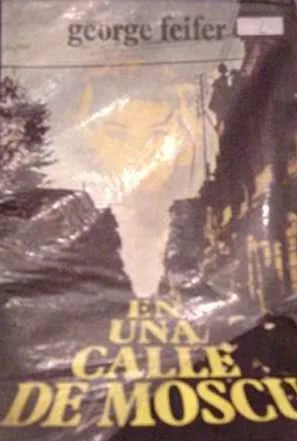 george feifer
EN
UNA
CALLE
DE MOSCU